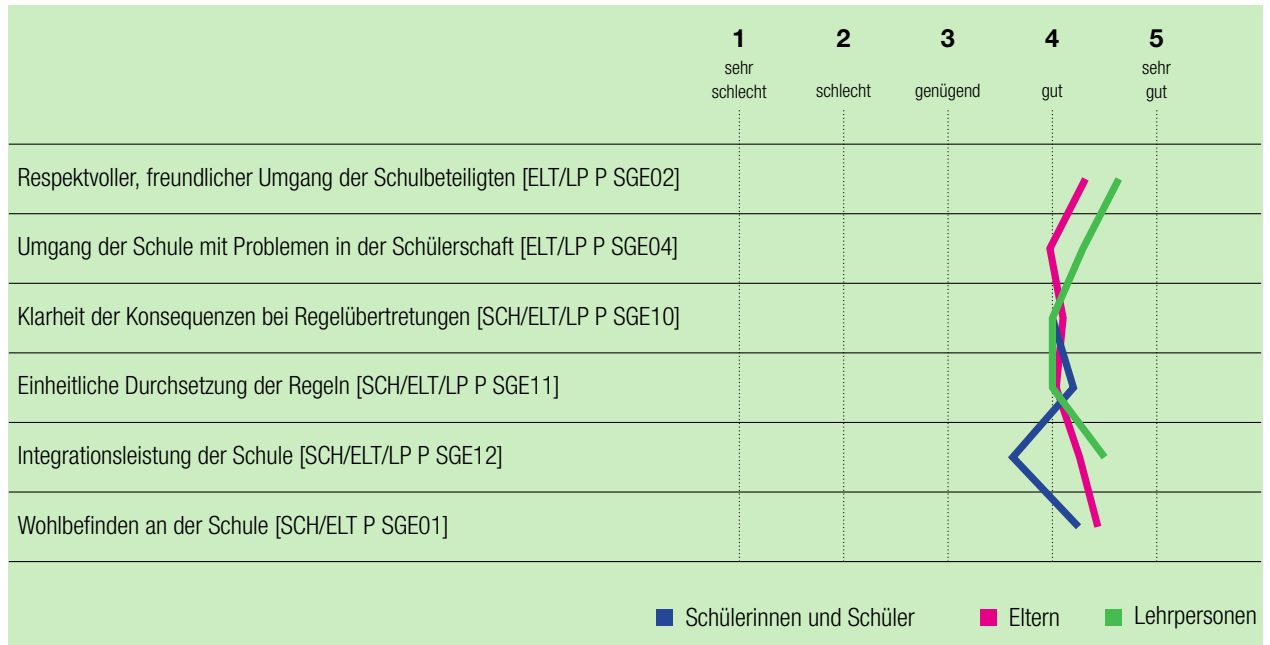 1 2 3 4 5
sehr sehr
schlecht schlecht genügend gut gut
Respektvoller, freundlicher Umgang der Schulbeteiligten [ELT/LP P SGE02]
Umgang der Schule mit Problemen in der Schülerschaft [ELT/LP P SGE04]
Klarheit der Konsequenzen bei Regelübertretungen [SCH/ELT/LP P SGE10]
Einheitliche Durchsetzung der Regeln [SCH/ELT/LP P SGE11]
Integrationsleistung der Schule [SCH/ELT/LP P SGE12]
Wohlbefinden an der Schule [SCH/ELT P SGE01]
Schülerinnen und Schüler Eltern Lehrpersonen